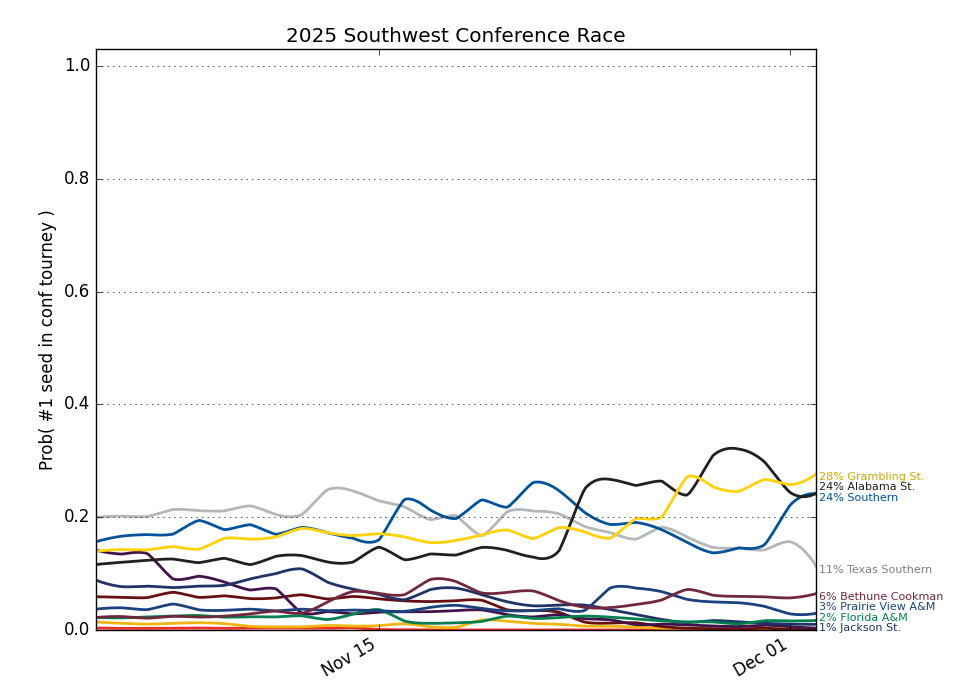 2025 Southwest Conference Race
Prob( #1 seed in conf tourney )
1.0
0.8
0.6
0.4
0.2
0.0
Nov 15
Dec 01
28% Grambling St.
24% Alabama St.
24% Southern
11% Texas Southern
6% Bethune Cookman
3% Prairie View A&M
2% Florida A&M
1% Jackson St.